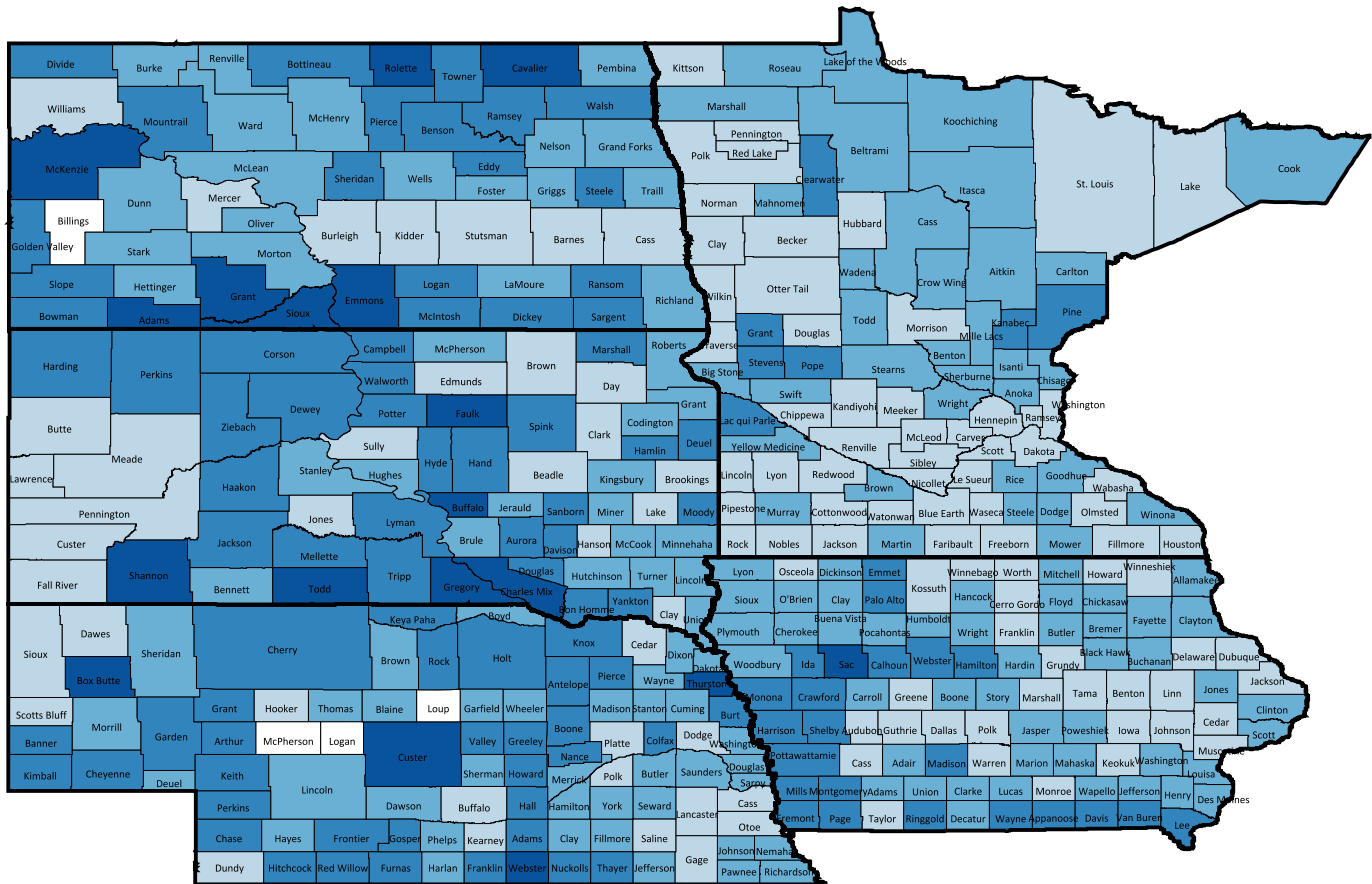 Divide
Burke
Renville
Bottineau
Rolette
Towner
Cavalier
Pembina
Williams
Mountrail
Ward
McHenry
Pierce
Benson
Ramsey
Walsh
McKenzie
McLean
Sheridan
Wells
Eddy
Foster
Nelson
Grand Forks
Griggs
Steele
Traill
Dunn
Mercer
Oliver
Billings
Golden Valley
Stark
Morton
Burleigh
Kidder
Stutsman
Barnes
Cass
Slope
Hettinger
Grant
Sioux
Emmons
Logan
LaMoure
Ransom
Richland
Bowman
Adams
McIntosh
Dickey
Sargent
Kittson
Roseau
Lake of the Woods
Marshall
Koochiching
Pennington
Red Lake
Polk
Clearwater
Beltrami
St. Louis
Lake
Cook
Norman
Mahnomen
Itasca
Hubbard
Cass
Clay
Becker
Wadena
Crow Wing
Aitkin
Carlton
Wilkin
Otter Tail
Todd
Morrison
Mille Lacs
Kanabec
Pine
Grant
Douglas
Traverse
Stevens
Pope
Stearns
Benton
Sherburne
Isanti
Chisago
Big Stone
Swift
Kandiyohi
Meeker
Wright
Anoka
Washington
Lac qui Parle
Chippewa
Hennepin
Ramsey
Yellow Medicine
Renville
McLeod
Carver
Scott
Dakota
Sibley
Lincoln
Lyon
Redwood
Brown
Nicollet
Le Sueur
Rice
Goodhue
Wabasha
Pipestone
Murray
Cottonwood
Watonwan
Blue Earth
Waseca
Steele
Dodge
Olmsted
Winona
Rock
Nobles
Jackson
Martin
Faribault
Freeborn
Mower
Fillmore
Houston
Harding
Perkins
Corson
Campbell
McPherson
Brown
Marshall
Roberts
Walworth
Edmunds
Day
Dewey
Ziebach
Potter
Faulk
Spink
Grant
Butte
Meade
Sully
Clark
Codington
Hamlin
Deuel
Lawrence
Haakon
Stanley
Hughes
Hyde
Hand
Beadle
Kingsbury
Brookings
Pennington
Jones
Lyman
Buffalo
Jerauld
Sanborn
Miner
Lake
Moody
Custer
Jackson
Mellette
Brule
Aurora
Davison
Hanson
McCook
Minnehaha
Fall River
Shannon
Bennett
Todd
Tripp
Gregory
Charles Mix
Douglas
Hutchinson
Turner
Lincoln
Bon Homme
Yankton
Clay
Union
Lyon
Osceola
Dickinson
Emmet
Kossuth
Winnebago
Worth
Mitchell
Howard
Winneshiek
Allamakee
Sioux
O'Brien
Clay
Palo Alto
Hancock
Cerro Gordo
Floyd
Chickasaw
Plymouth
Cherokee
Buena Vista
Pocahontas
Humboldt
Wright
Franklin
Butler
Bremer
Fayette
Clayton
Woodbury
Ida
Sac
Calhoun
Webster
Hamilton
Hardin
Grundy
Black Hawk
Buchanan
Delaware
Dubuque
Monona
Crawford
Carroll
Greene
Boone
Story
Marshall
Tama
Benton
Linn
Jones
Jackson
Clinton
Harrison
Shelby
Audubon
Guthrie
Dallas
Polk
Jasper
Poweshiek
Iowa
Johnson
Cedar
Scott
Muscatine
Pottawattamie
Cass
Adair
Madison
Warren
Marion
Mahaska
Keokuk
Washington
Louisa
Mills
Montgomery
Adams
Union
Clarke
Lucas
Monroe
Wapello
Jefferson
Henry
Des Moines
Fremont
Page
Taylor
Ringgold
Decatur
Wayne
Appanoose
Davis
Van Buren
Lee
Sioux
Dawes
Sheridan
Box Butte
Cherry
Keya Paha
Boyd
Brown
Rock
Holt
Knox
Cedar
Dixon
Dakota
Antelope
Pierce
Wayne
Thurston
Scotts Bluff
Morrill
Garden
Grant
Hooker
Thomas
Blaine
Loup
Garfield
Wheeler
Madison
Stanton
Cuming
Burt
Banner
Arthur
McPherson
Logan
Custer
Valley
Greeley
Boone
Nance
Platte
Colfax
Dodge
Washington
Kimball
Cheyenne
Deuel
Keith
Lincoln
Sherman
Howard
Merrick
Polk
Butler
Saunders
Douglas
Sarpy
Perkins
Dawson
Buffalo
Hall
Hamilton
York
Seward
Lancaster
Cass
Otoe
Chase
Hayes
Frontier
Gosper
Phelps
Kearney
Adams
Clay
Fillmore
Saline
Johnson
Nemaha
Dundy
Hitchcock
Red Willow
Furnas
Harlan
Franklin
Webster
Nuckolls
Thayer
Jefferson
Gage
Pawnee
Richardson